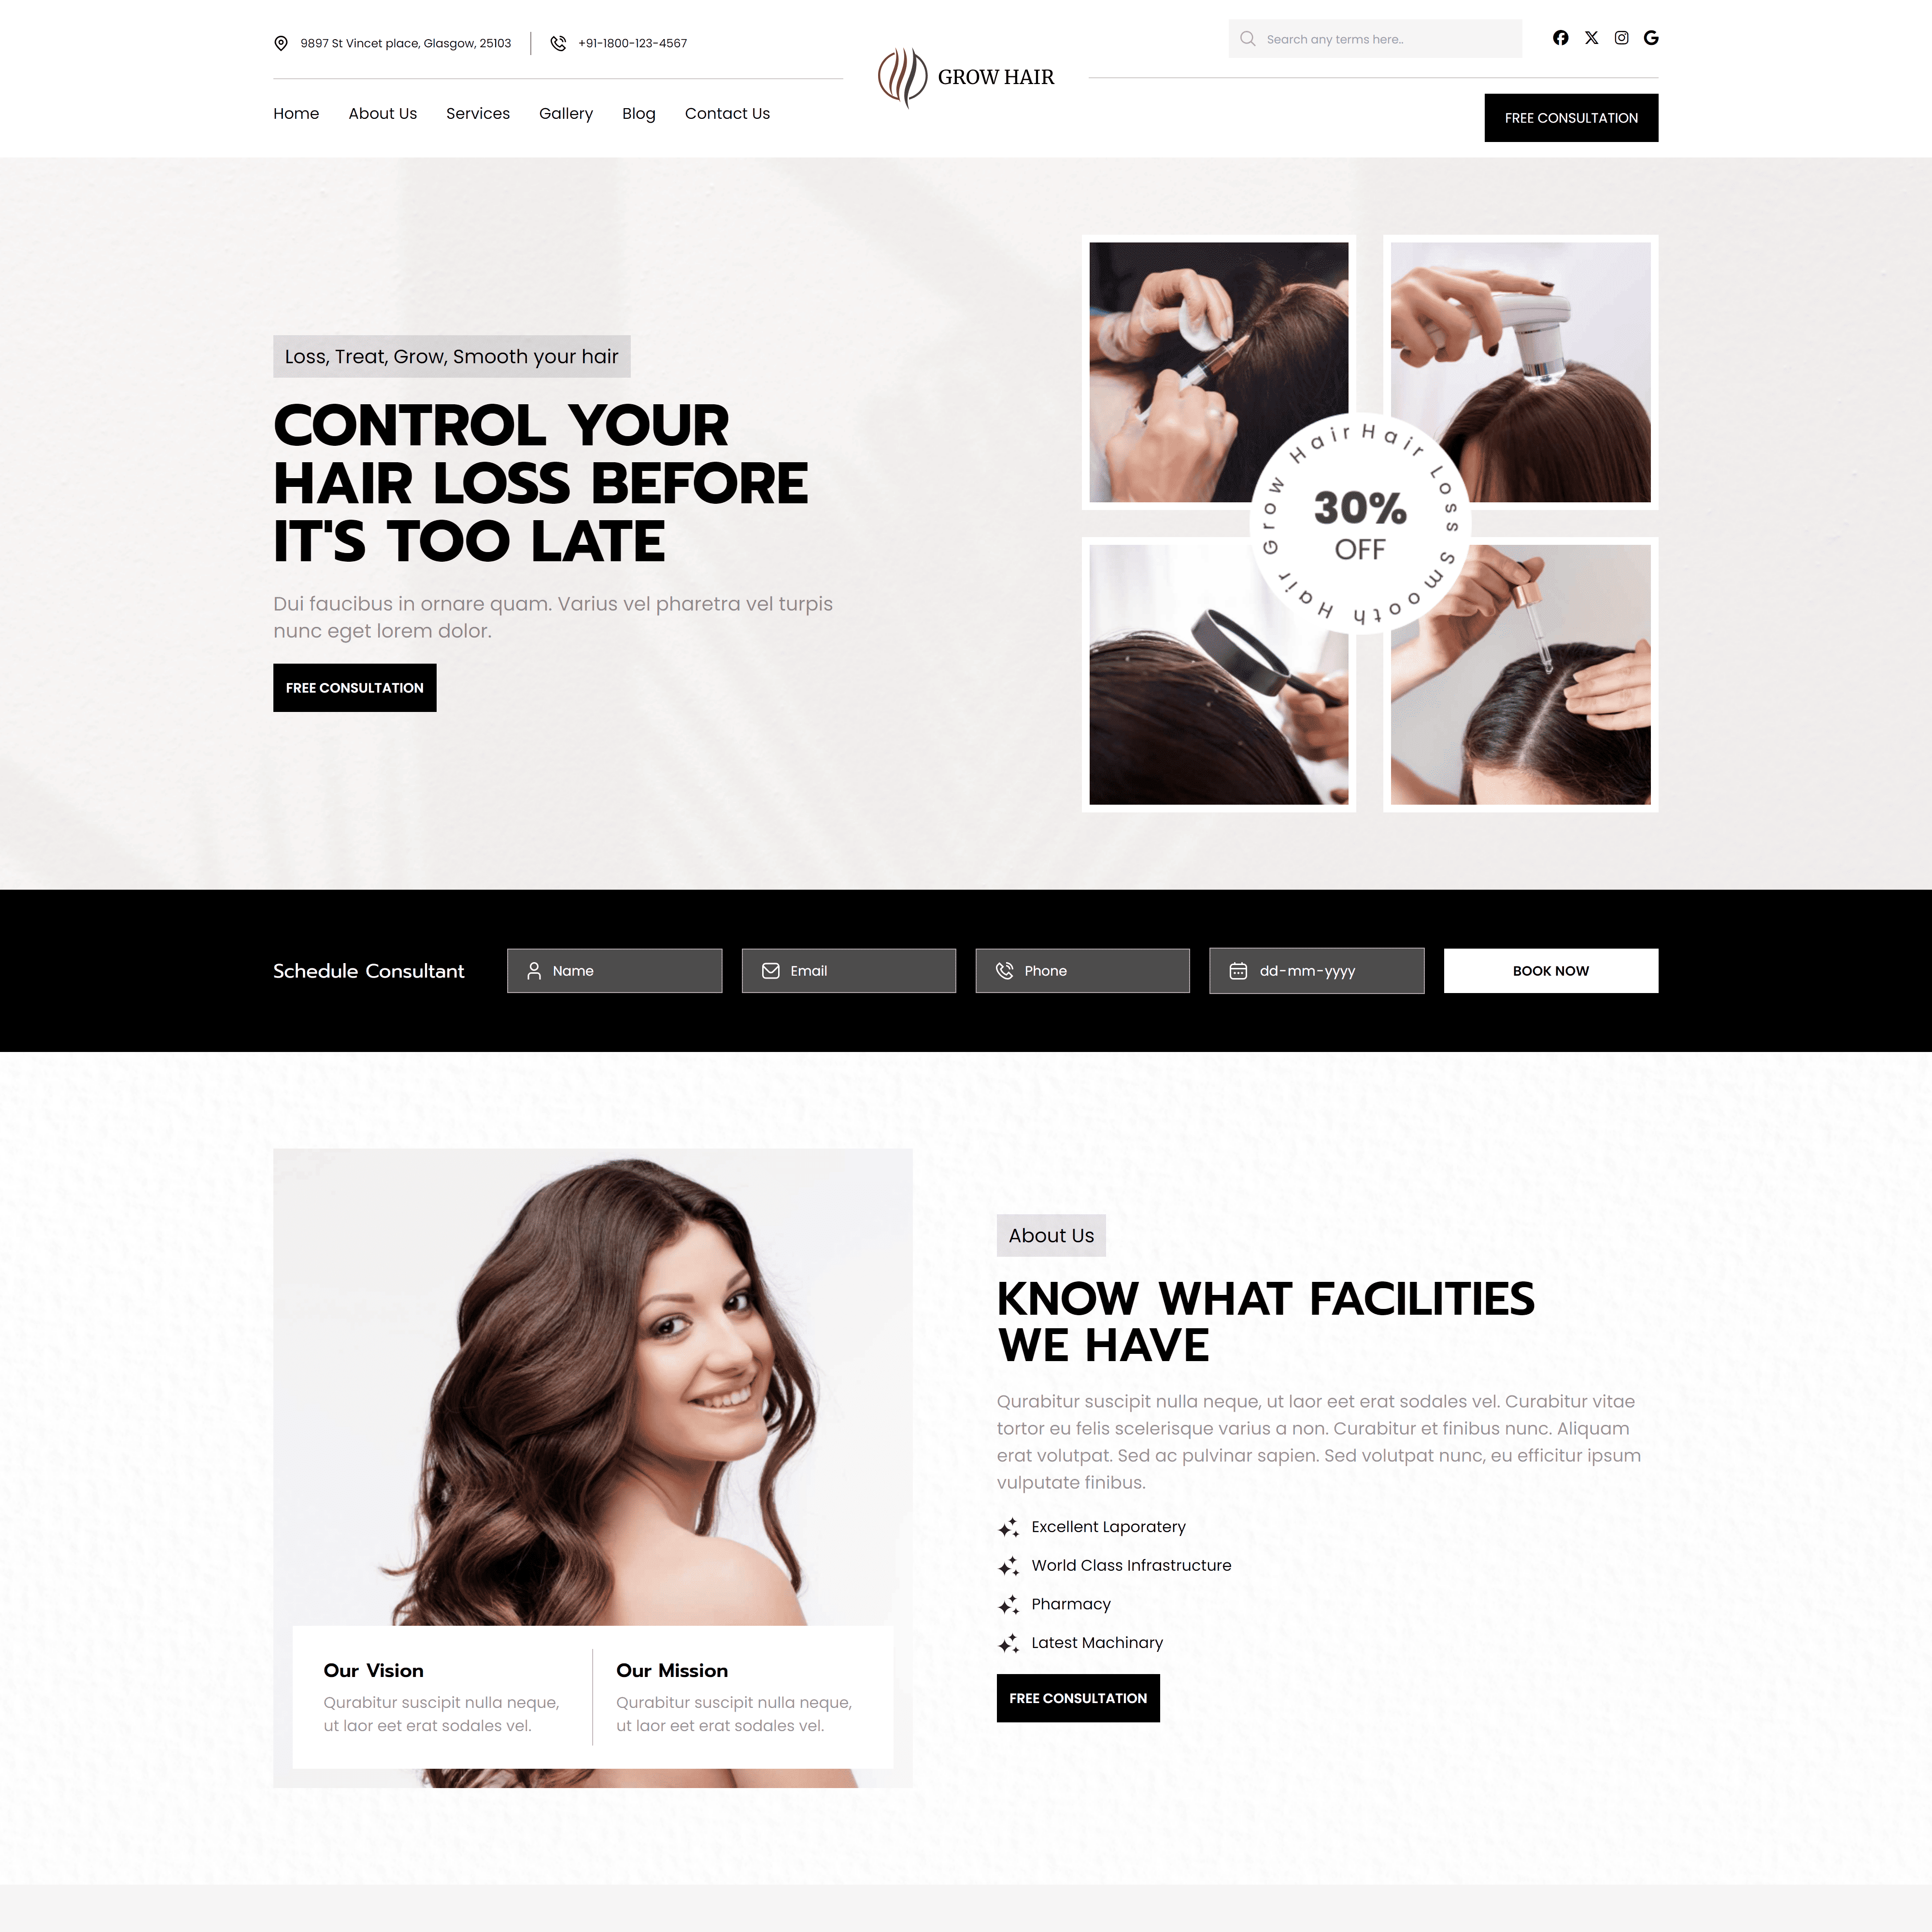 9897 St Vincet place, Glasgow, 25103
+91-1800-123-4567
GROW HAIR
Search any terms here..
Home
About Us
Services
Gallery
Blog
Contact Us
FREE CONSULTATION
Loss, Treat, Grow, Smooth your hair
CONTROL YOUR
HAIR LOSS BEFORE
IT'S TOO LATE
Dui faucibus in ornare quam. Varius vel pharetra vel turpis
nunc eget lorem dolor.
FREE CONSULTATION
Hair Loss Smooth Hair Grow Hair
30%
OFF
Schedule Consultant
Name
Email
Phone
dd-mm-yyyy
BOOK NOW
Our Vision
Qurabitur suscipit nulla neque,
ut laor eet erat sodales vel.
Our Mission
Qurabitur suscipit nulla neque,
ut laor eet erat sodales vel.
About Us
KNOW WHAT FACILITIES
WE HAVE
Qurabitur suscipit nulla neque, ut laor eet erat sodales vel. Curabitur vitae
tortor eu felis scelerisque varius a non. Curabitur et finibus nunc. Aliquam
erat volutpat. Sed ac pulvinar sapien. Sed volutpat nunc, eu efficitur ipsum
vulputate finibus.
Excellent Laporatery
World Class Infrastructure
Pharmacy
Latest Machinary
FREE CONSULTATION